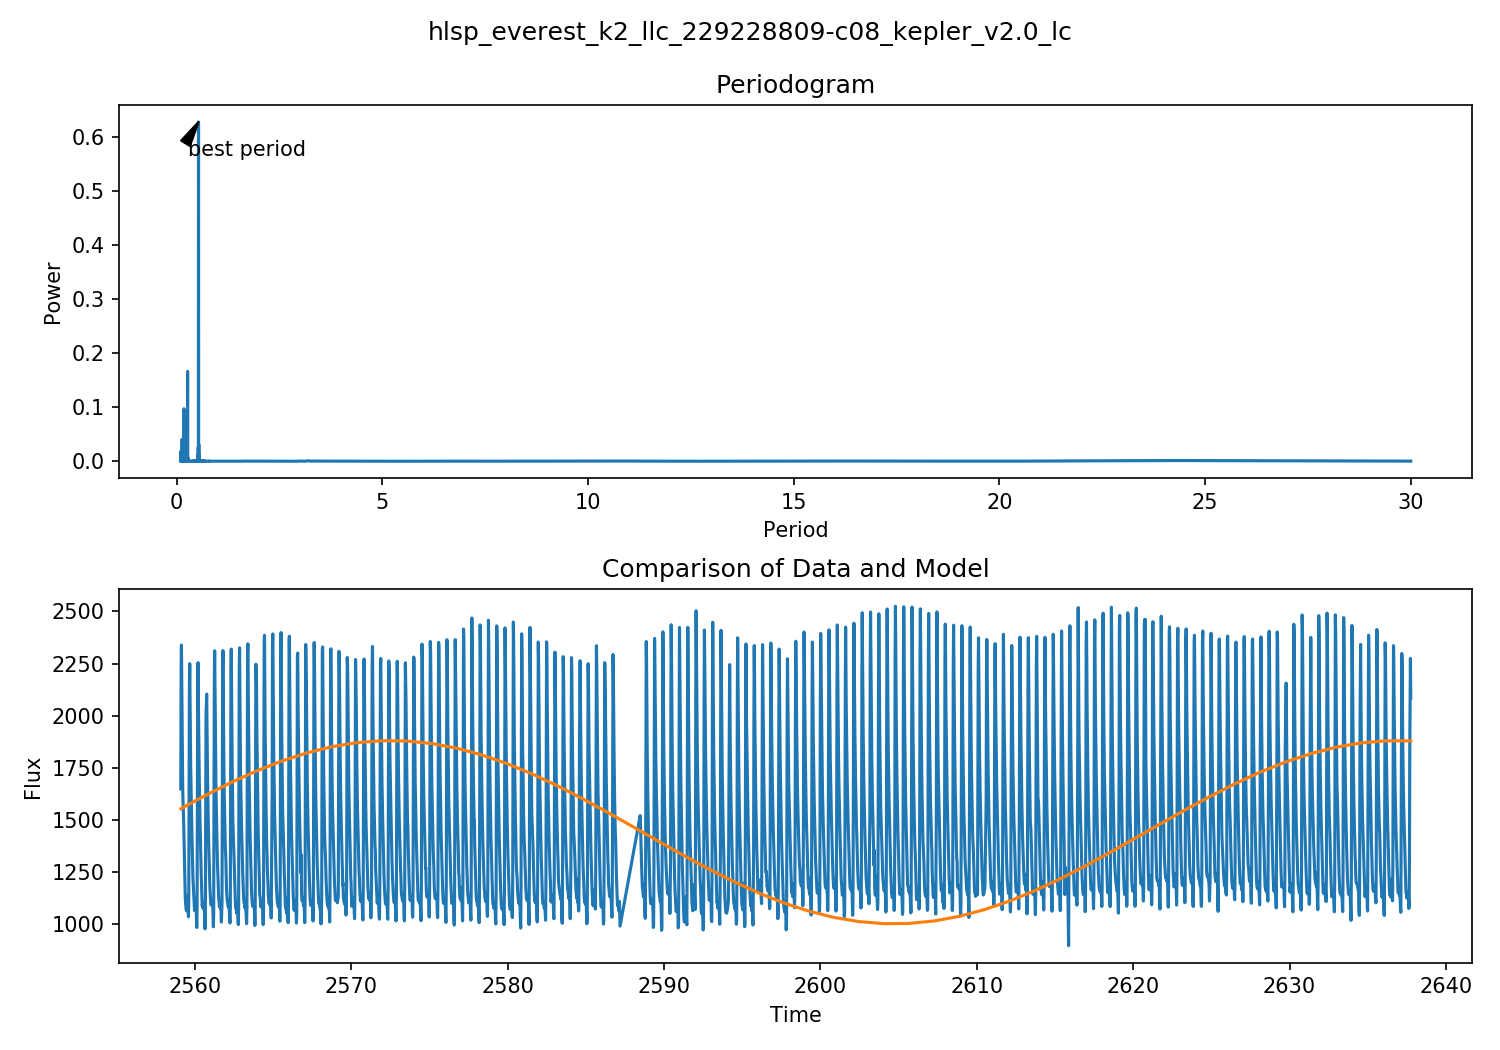 hlsp_everest_k2_llc_229228809-c08_kepler_v2.0_lc
Periodogram
0.6
0.5
0.4
0.3
0.2
0.1
0.0
Power
best period
0 5 10 15 20 25 30
Period
Comparison of Data and Model
2500
2250
2000
1750
1500
1250
1000
Flux
2560 2570 2580 2590 2600 2610 2620 2630 2640
Time